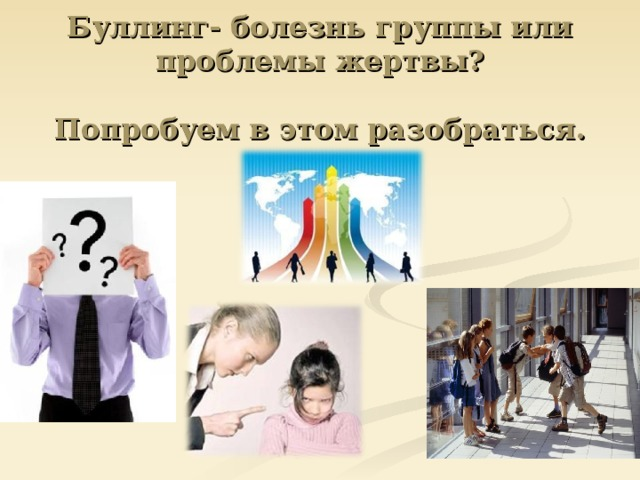 Буллинг- болезнь группы или
проблемы жертвы?
Попробуем в этом разобраться.
? ? ?